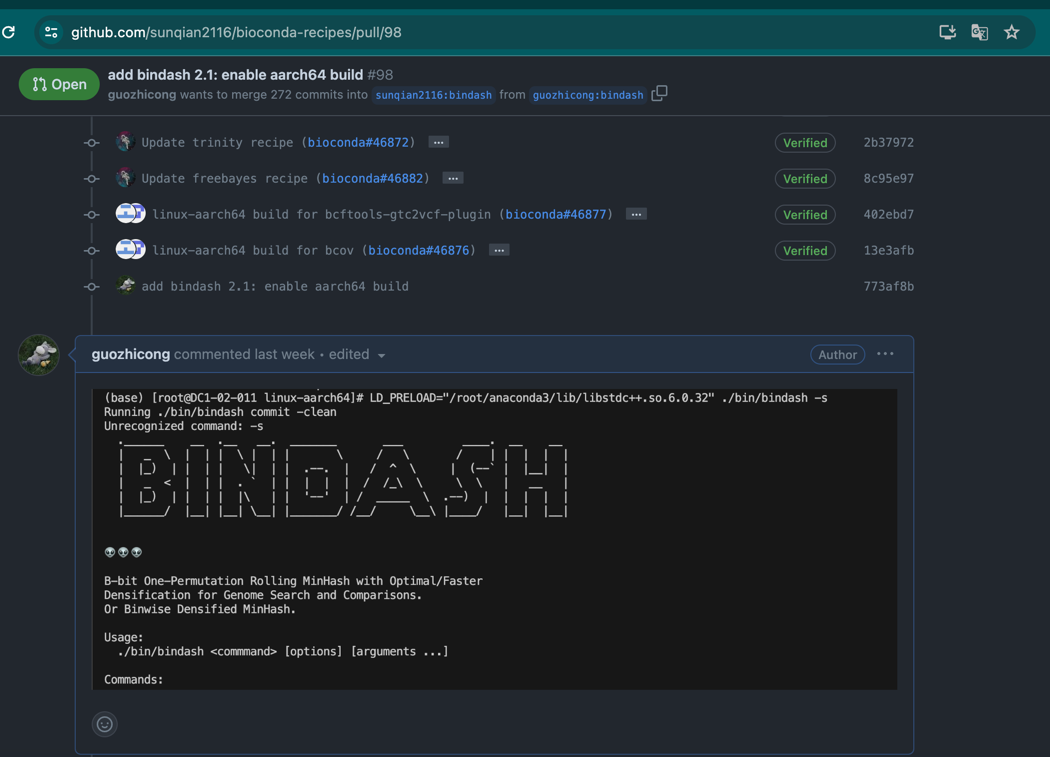 github.com/sunqian2116/bioconda-recipes/pull/98
Open
add bindash 2.1: enable aarch64 build #98
guozhicong wants to merge 272 commits into sunqian2116:bindash from guozhicong:bindash
Update trinity recipe (bioconda#46872) ... Verified 2b37972
Update freebayes recipe (bioconda#46882) ... Verified 8c95e97
linux-aarch64 build for bcftools-gtc2vcf-plugin (bioconda#46877) ... Verified 402ebd7
linux-aarch64 build for bcov (bioconda#46876) ... Verified 13e3afb
add bindash 2.1: enable aarch64 build 773af8b
guozhicong commented last week • edited Author ...
(base) [root@DC1-02-011 linux-aarch64]# LD_PRELOAD="/root/anaconda3/lib/libstdc++.so.6.0.32" ./bin/bindash -s
Running ./bin/bindash commit -clean
Unrecognized command: -s
BINDASH
B-bit One-Permutation Rolling MinHash with Optimal/Faster
Densification for Genome Search and Comparisons.
Or Binwise Densified MinHash.
Usage:
./bin/bindash <commmand> [options] [arguments ...]
Commands: